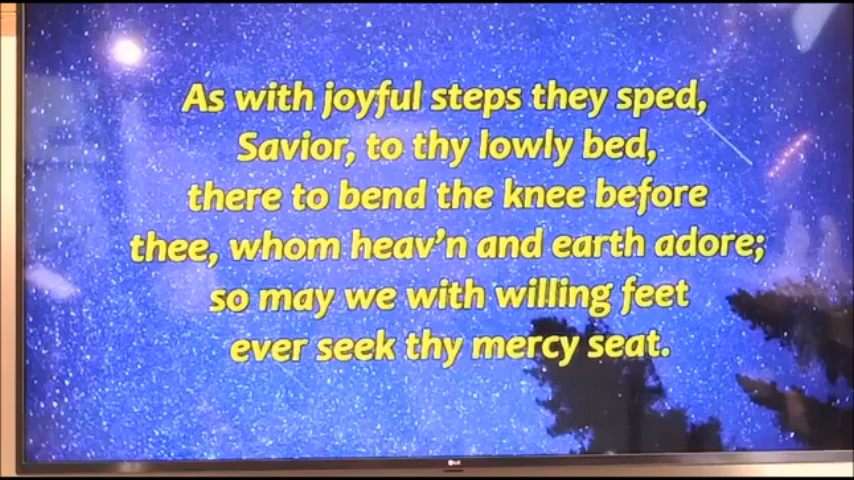 As with joyful steps they sped,
Savior, to thy lowly bed,
there to bend the knee before
thee, whom heav'n and earth adore;
so may we with willing feet
ever seek thy mercy seat.
LG